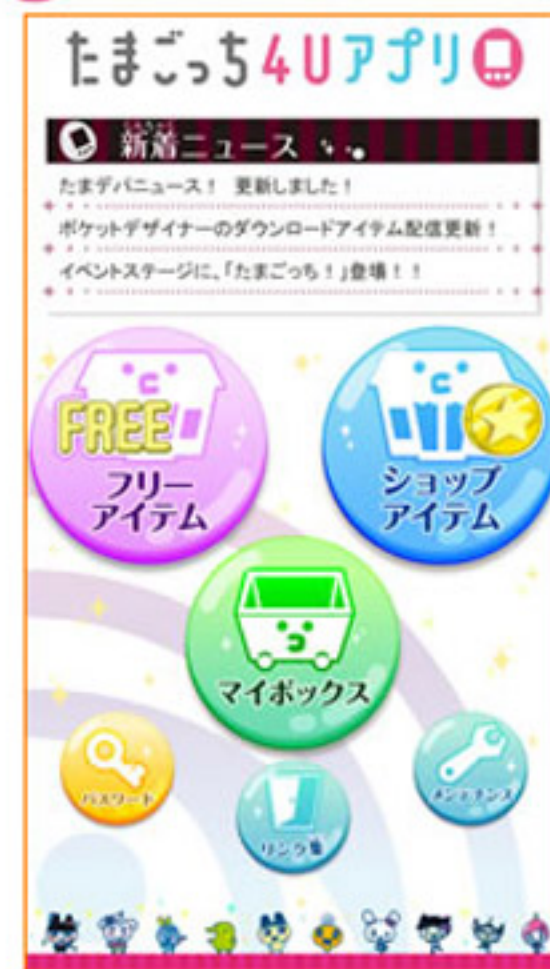 たまごっち4Uアプリ
新着ニュース
たまデパニュース！ 更新しました！
ポケットデザイナーのダウンロードアイテム配信更新！
イベントステージに、「たまごっち！」登場！！
FREE
フリー
アイテム
ショップ
アイテム
マイボックス
パスワード
メンテナンス
リンク集